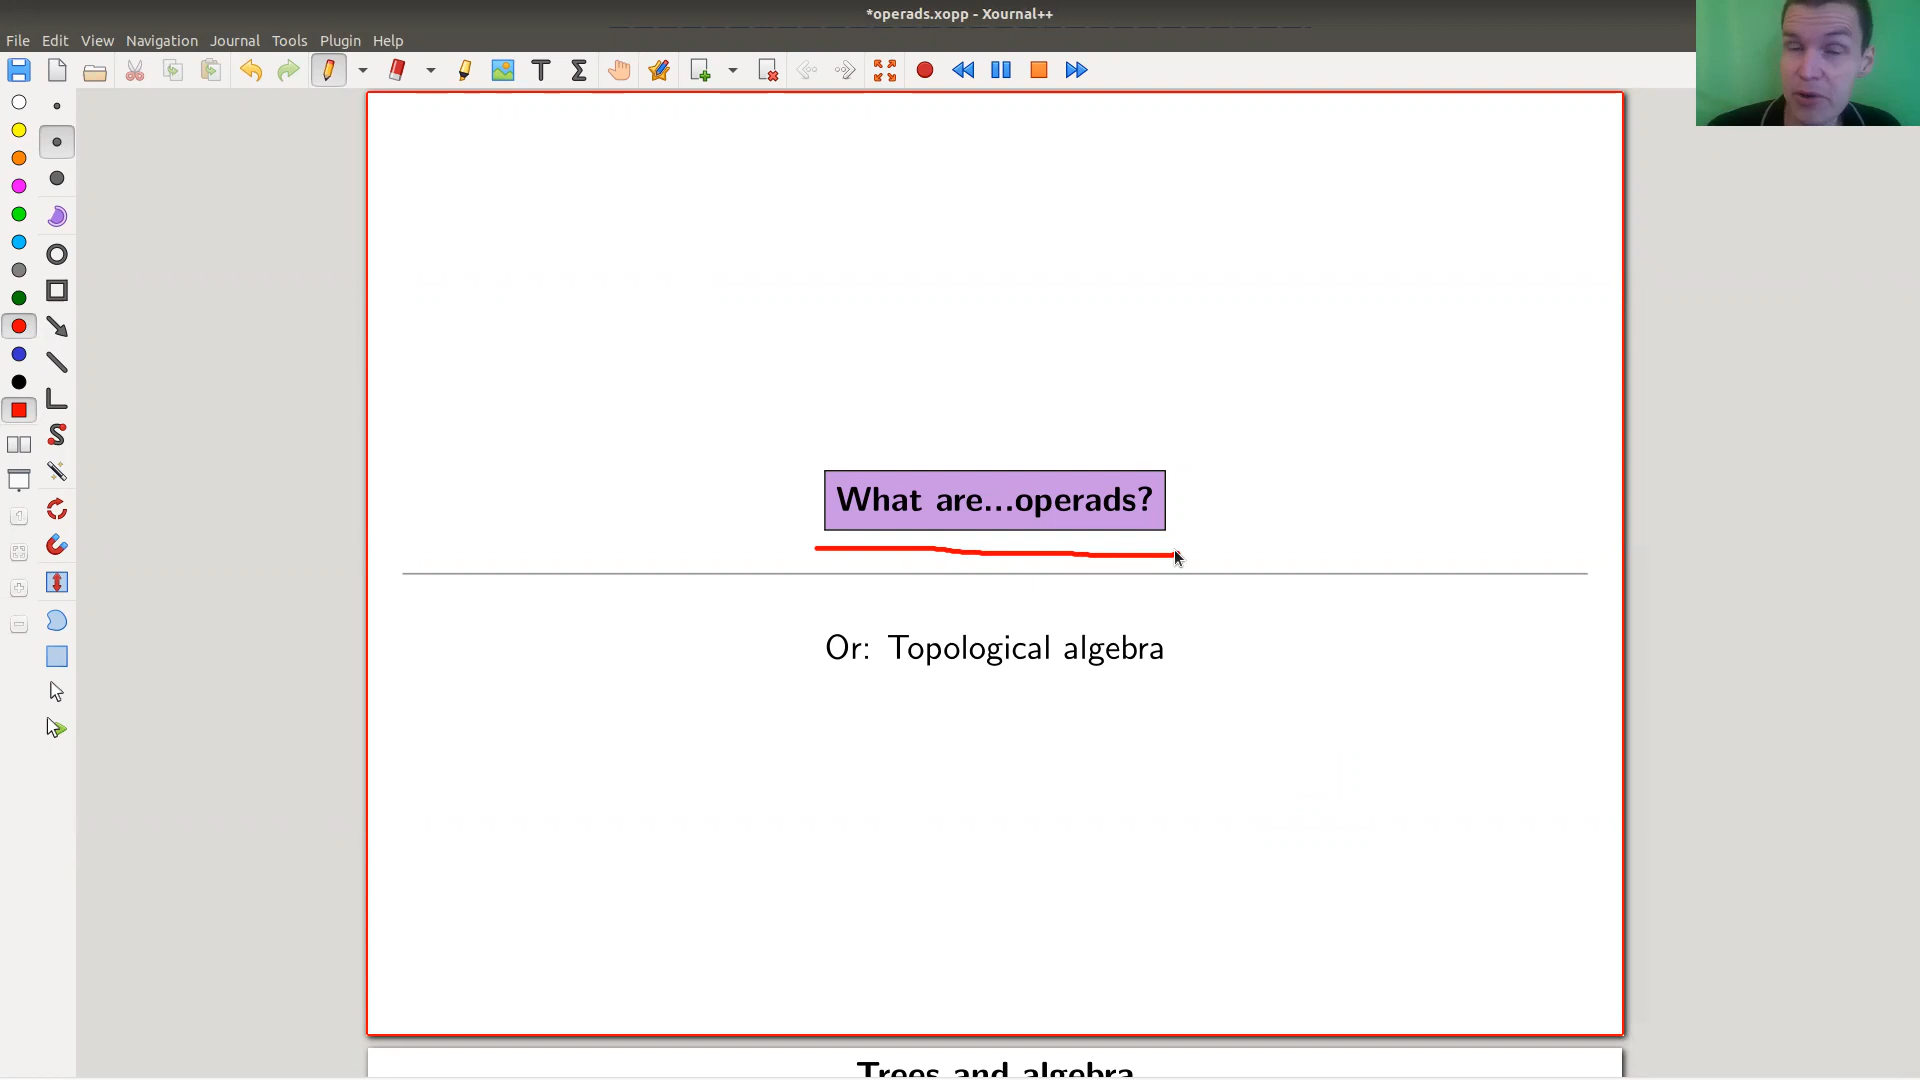 *operads.xopp - Xournal++
File Edit View Navigation Journal Tools Plugin Help
What are...operads?
Or: Topological algebra
Trees and algebra